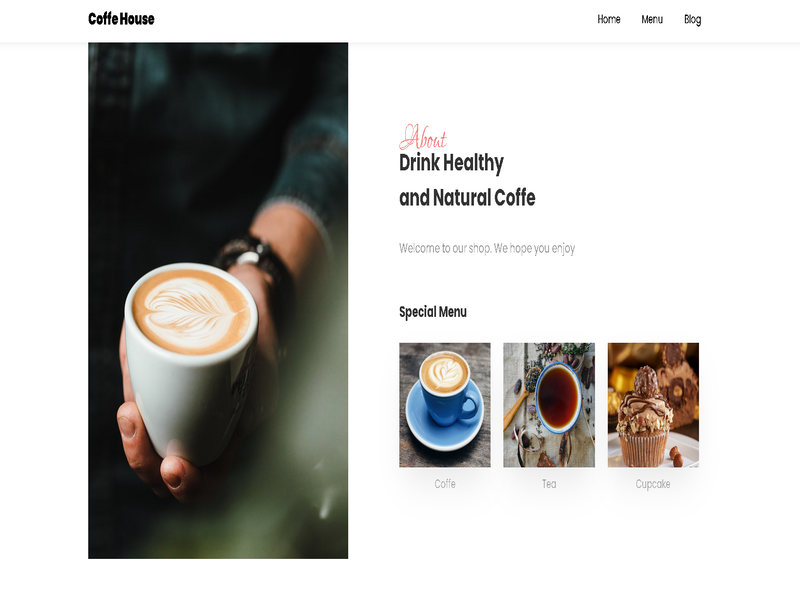 Coffe House
Home Menu Blog
About
Drink Healthy
and Natural Coffe
Welcome to our shop. We hope you enjoy
Special Menu
Coffe Tea Cupcake